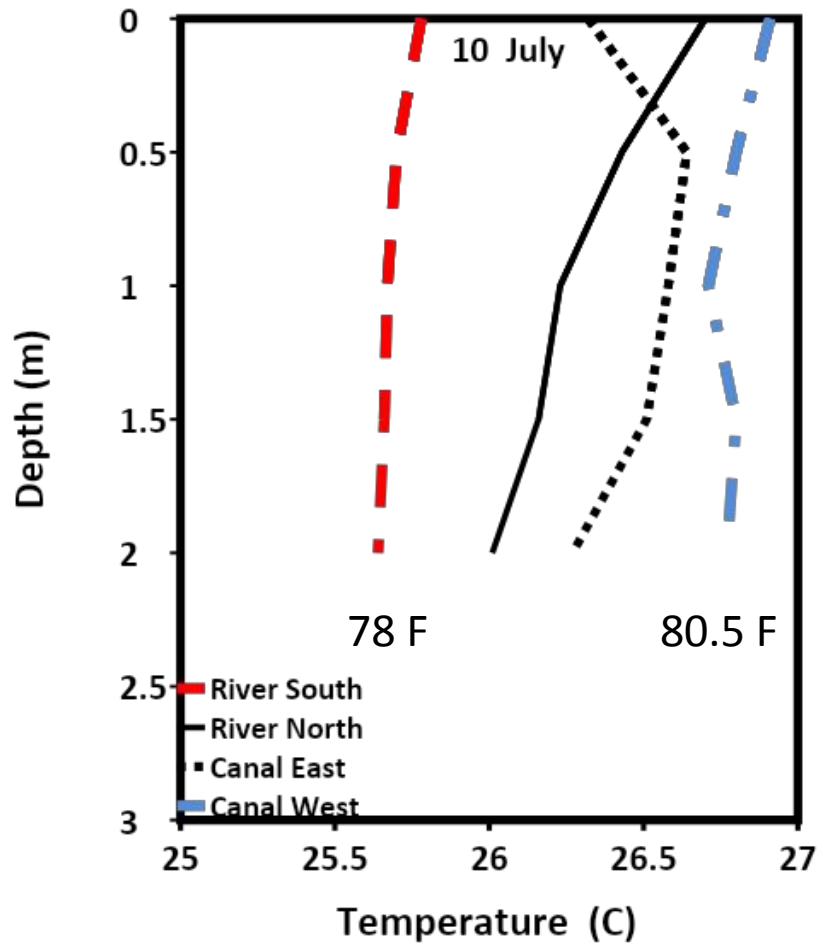 0
10 July
0.5
1
1.5
2
2.5
3
Depth (m)
78 F
80.5 F
River South
River North
Canal East
Canal West
25 25.5 26 26.5 27
Temperature (C)